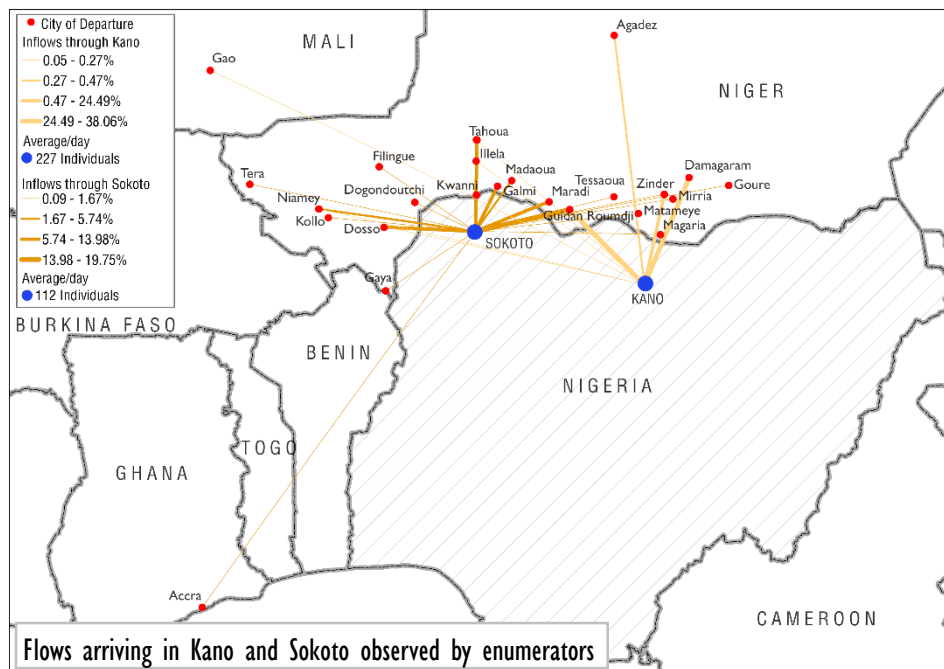 City of Departure
Inflows through Kano
0.05 - 0.27%
0.27 - 0.47%
0.47 - 24.49%
24.49 - 38.06%
Average/day
227 Individuals
Inflows through Sokoto
0.09 - 1.67%
1.67 - 5.74%
5.74 - 13.98%
13.98 - 19.75%
Average/day
112 Individuals
MALI
Agadez
Gao
NIGER
Tahoua
Illela
Filingue
Madaoua
Damagaram
Tera
Kwanni
Galmi
Tessaoua
Zinder
Goure
Dogondoutchi
Maradi
Mirria
Niamey
Guidan Roumdji
Matameye
Kollo
Dosso
Magaria
SOKOTO
Gaya
KANO
BURKINA FASO
BENIN
NIGERIA
TOGO
GHANA
Accra
CAMEROON
Flows arriving in Kano and Sokoto observed by enumerators